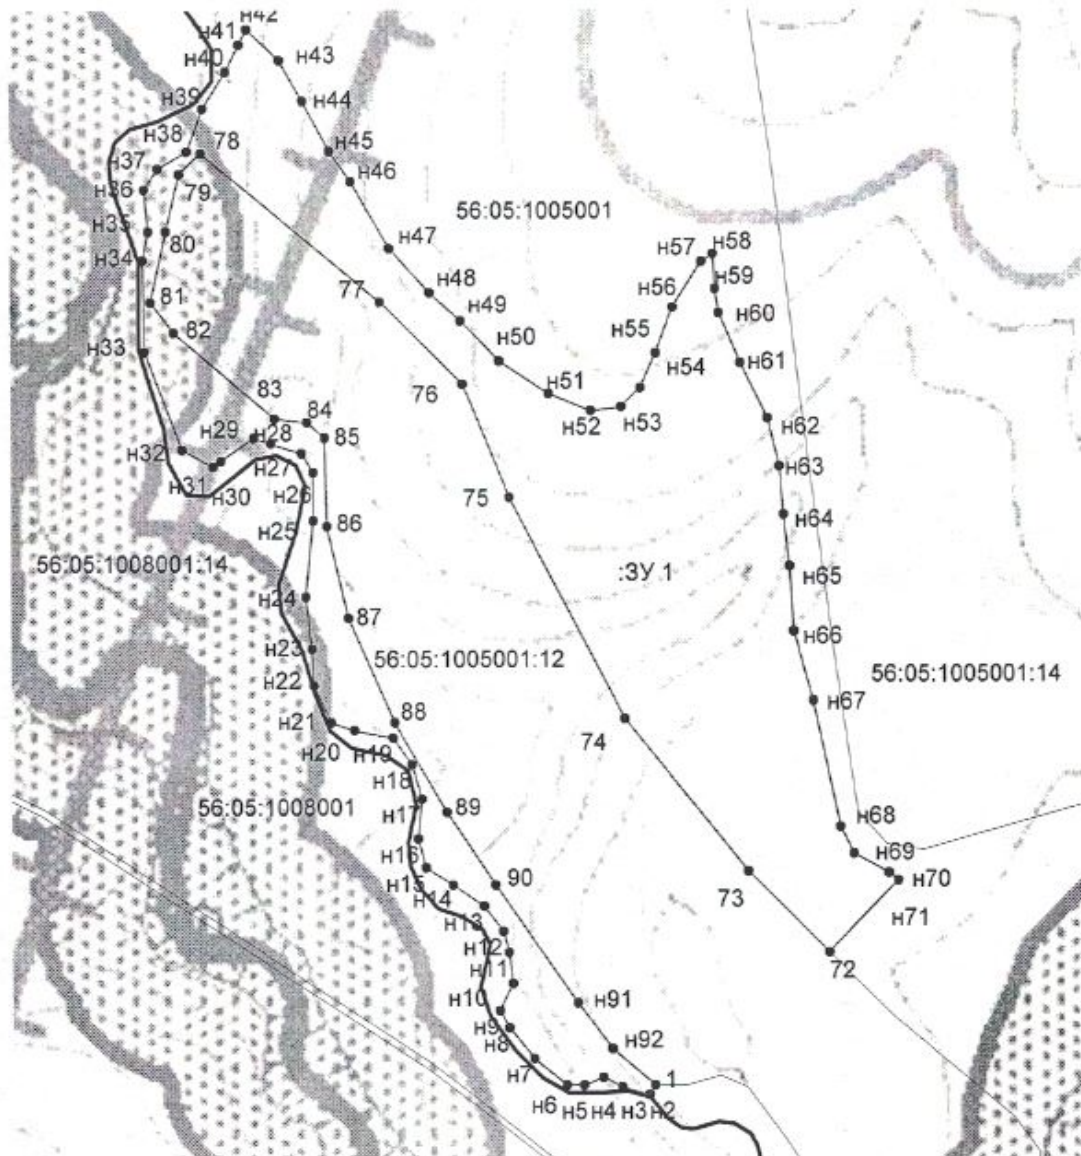 н42
н41
н43
н40
н44
н39
н38
78
н45
н37
н46
н36
79
56:05:1005001
н35
80
н47
н58
н57
н34
н59
н48
81
77
н56
н60
н49
82
н50
н55
н33
н61
н54
76
н51
83
84
н52
н53
н62
н29
н28
85
н32
н27
н63
н31
н30
н26
75
н64
н25
86
56:05:1008001:14
:ЗУ 1
н65
н24
87
н66
н23
56:05:1005001:12
56:05:1005001:14
н22
н67
н21
88
74
н20
н19
н18
56:05:1008001
н17
89
н68
н16
н69
н15
90
73
н70
н14
н71
н13
н12
72
н11
н10
н91
н9
н8
н92
н7
1
н6
н5
н4
н3
н2